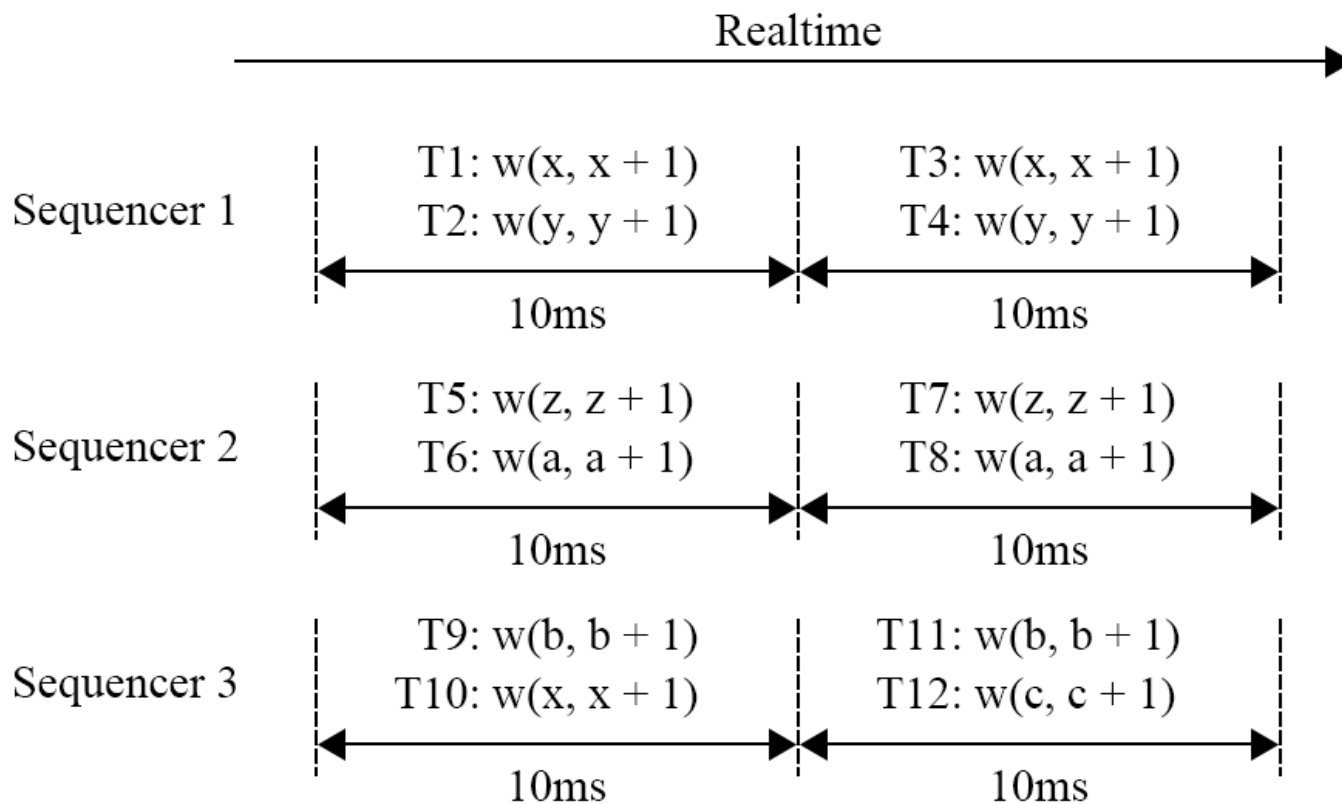 Realtime
T1: w(x, x + 1) T3: w(x, x + 1)
Sequencer 1
T2: w(y, y + 1) T4: w(y, y + 1)
10ms 10ms
T5: w(z, z + 1) T7: w(z, z + 1)
Sequencer 2
T6: w(a, a + 1) T8: w(a, a + 1)
10ms 10ms
T9: w(b, b + 1) T11: w(b, b + 1)
Sequencer 3
T10: w(x, x + 1) T12: w(c, c + 1)
10ms 10ms